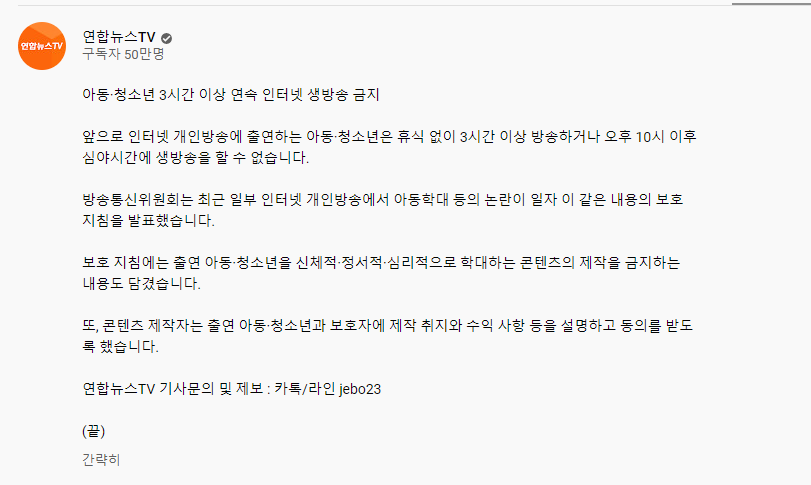 연합뉴스TV
연합뉴스TV
구독자 50만명
아동·청소년 3시간 이상 연속 인터넷 생방송 금지
앞으로 인터넷 개인방송에 출연하는 아동·청소년은 휴식 없이 3시간 이상 방송하거나 오후 10시 이후
심야시간에 생방송을 할 수 없습니다.
방송통신위원회는 최근 일부 인터넷 개인방송에서 아동학대 등의 논란이 일자 이 같은 내용의 보호
지침을 발표했습니다.
보호 지침에는 출연 아동·청소년을 신체적·정서적·심리적으로 학대하는 콘텐츠의 제작을 금지하는
내용도 담겼습니다.
또, 콘텐츠 제작자는 출연 아동·청소년과 보호자에 제작 취지와 수익 사항 등을 설명하고 동의를 받도
록 했습니다.
연합뉴스TV 기사문의 및 제보 : 카톡/라인 jebo23
(끝)
간략히